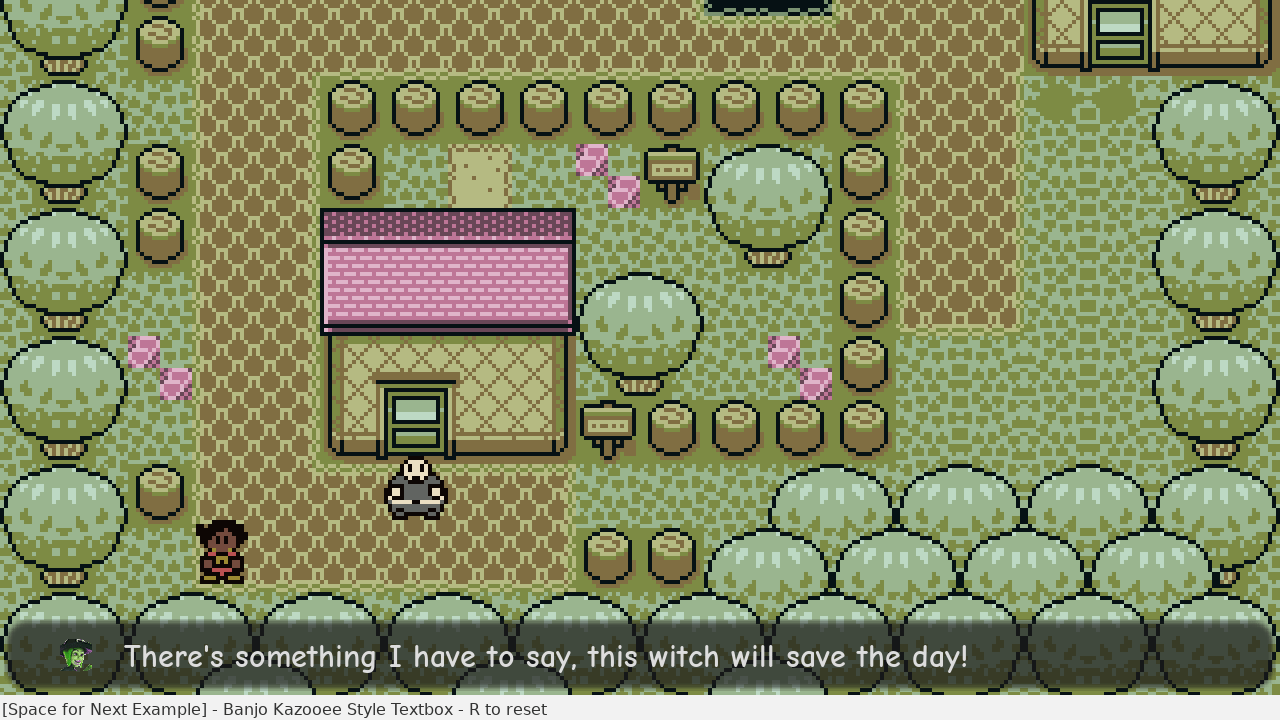 There's something I have to say, this witch will save the day!
[Space for Next Example] - Banjo Kazooee Style Textbox - R to reset